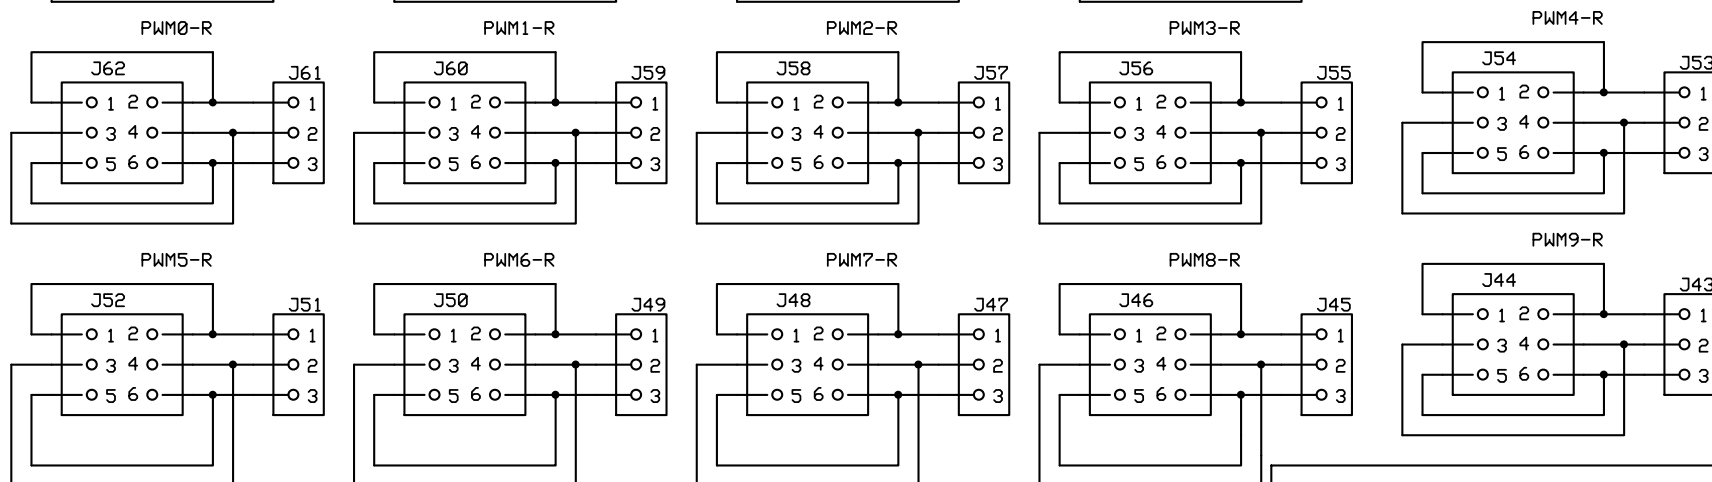 PWM0-R PWM1-R PWM2-R PWM3-R PWM4-R
J62 J61 J60 J59 J58 J57 J56 J55 J54 J53
1 2 1 1 2 1 1 2 1 1 2 1 1 2 1
3 4 2 3 4 2 3 4 2 3 4 2 3 4 2
5 6 3 5 6 3 5 6 3 5 6 3 5 6 3
PWM5-R PWM6-R PWM7-R PWM8-R PWM9-R
J52 J51 J50 J49 J48 J47 J46 J45 J44 J43
1 2 1 1 2 1 1 2 1 1 2 1 1 2 1
3 4 2 3 4 2 3 4 2 3 4 2 3 4 2
5 6 3 5 6 3 5 6 3 5 6 3 5 6 3